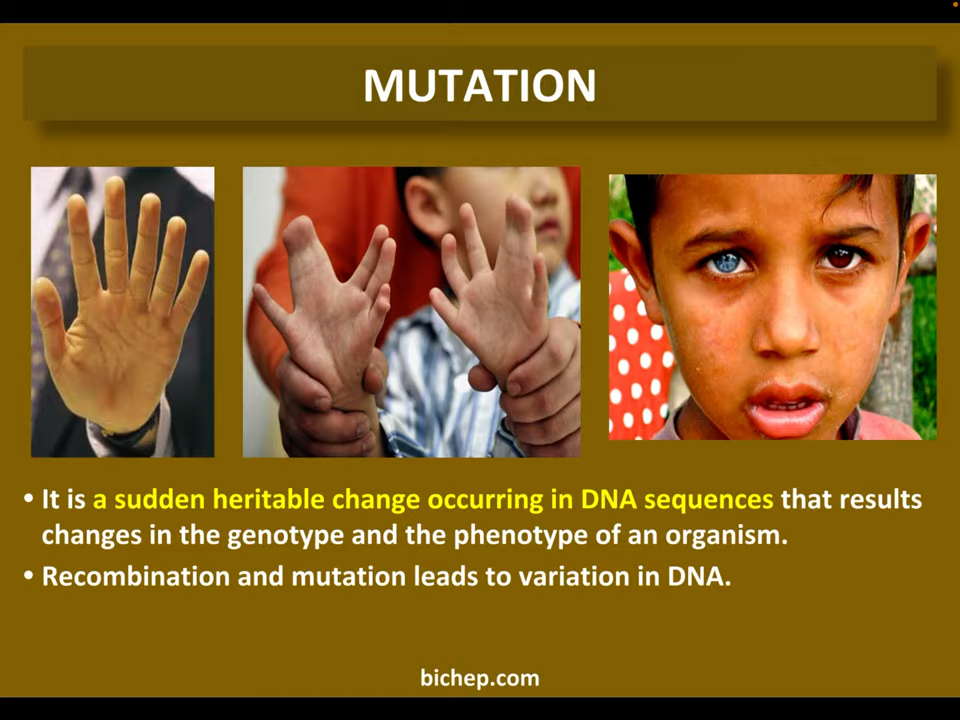 MUTATION
• It is a sudden heritable change occurring in DNA sequences that results
changes in the genotype and the phenotype of an organism.
• Recombination and mutation leads to variation in DNA.
bichep.com